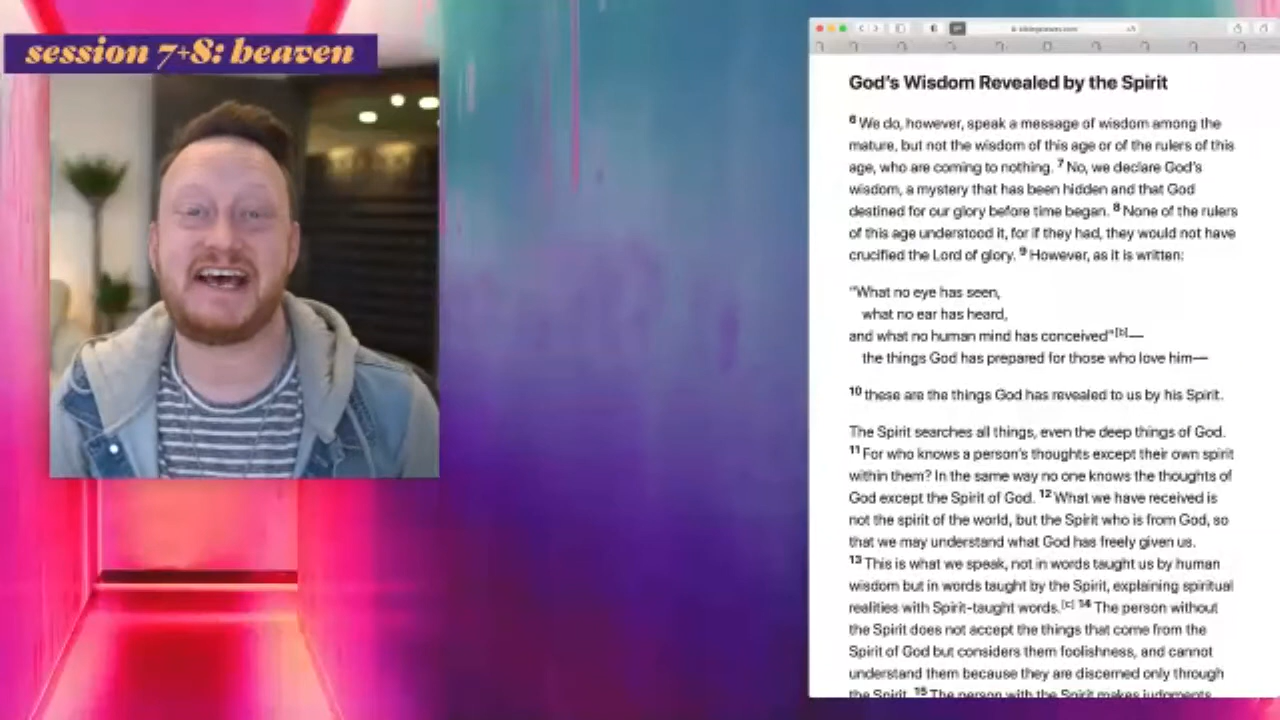 session 7+8: heaven
God's Wisdom Revealed by the Spirit
6 We do, however, speak a message of wisdom among the
mature, but not the wisdom of this age or of the rulers of this
age, who are coming to nothing. 7 No, we declare God's
wisdom, a mystery that has been hidden and that God
destined for our glory before time began. 8 None of the rulers
of this age understood it, for if they had, they would not have
crucified the Lord of glory. 9 However, as it is written:
"What no eye has seen,
what no ear has heard,
and what no human mind has conceived"[b]—
the things God has prepared for those who love him—
10 these are the things God has revealed to us by his Spirit.
The Spirit searches all things, even the deep things of God.
11 For who knows a person's thoughts except their own spirit
within them? In the same way no one knows the thoughts of
God except the Spirit of God. 12 What we have received is
not the spirit of the world, but the Spirit who is from God, so
that we may understand what God has freely given us.
13 This is what we speak, not in words taught us by human
wisdom but in words taught by the Spirit, explaining spiritual
realities with Spirit-taught words.[c] 14 The person without
the Spirit does not accept the things that come from the
Spirit of God but considers them foolishness, and cannot
understand them because they are discerned only through
the Spirit. 15 The person with the Spirit makes judgments